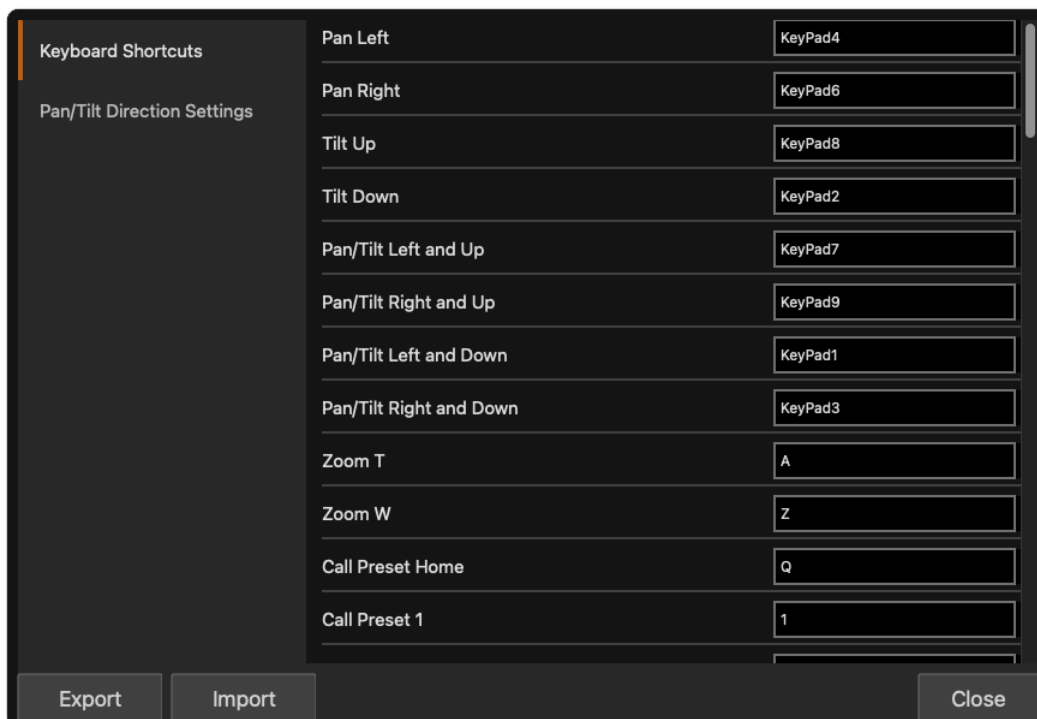 Keyboard Shortcuts
Pan/Tilt Direction Settings
Pan Left KeyPad4
Pan Right KeyPad6
Tilt Up KeyPad8
Tilt Down KeyPad2
Pan/Tilt Left and Up KeyPad7
Pan/Tilt Right and Up KeyPad9
Pan/Tilt Left and Down KeyPad1
Pan/Tilt Right and Down KeyPad3
Zoom T A
Zoom W Z
Call Preset Home Q
Call Preset 1 1
Export Import Close